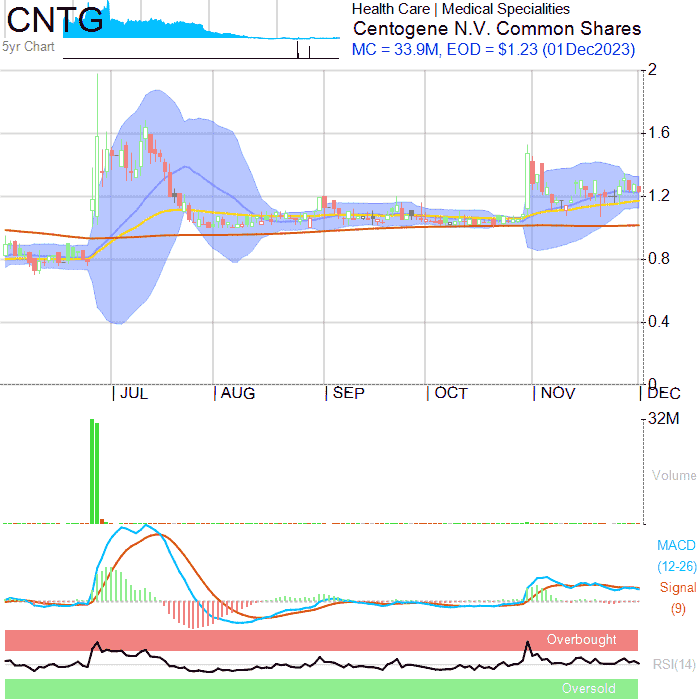 CNTG
5yr Chart
Health Care | Medical Specialities
Centogene N.V. Common Shares
MC = 33.9M, EOD = $1.23 (01Dec2023)
2
1.6
1.2
0.8
0.4
0
JUL AUG SEP OCT NOV DEC
32M
Volume
MACD
(12-26)
Signal
(9)
Overbought
RSI(14)
Oversold